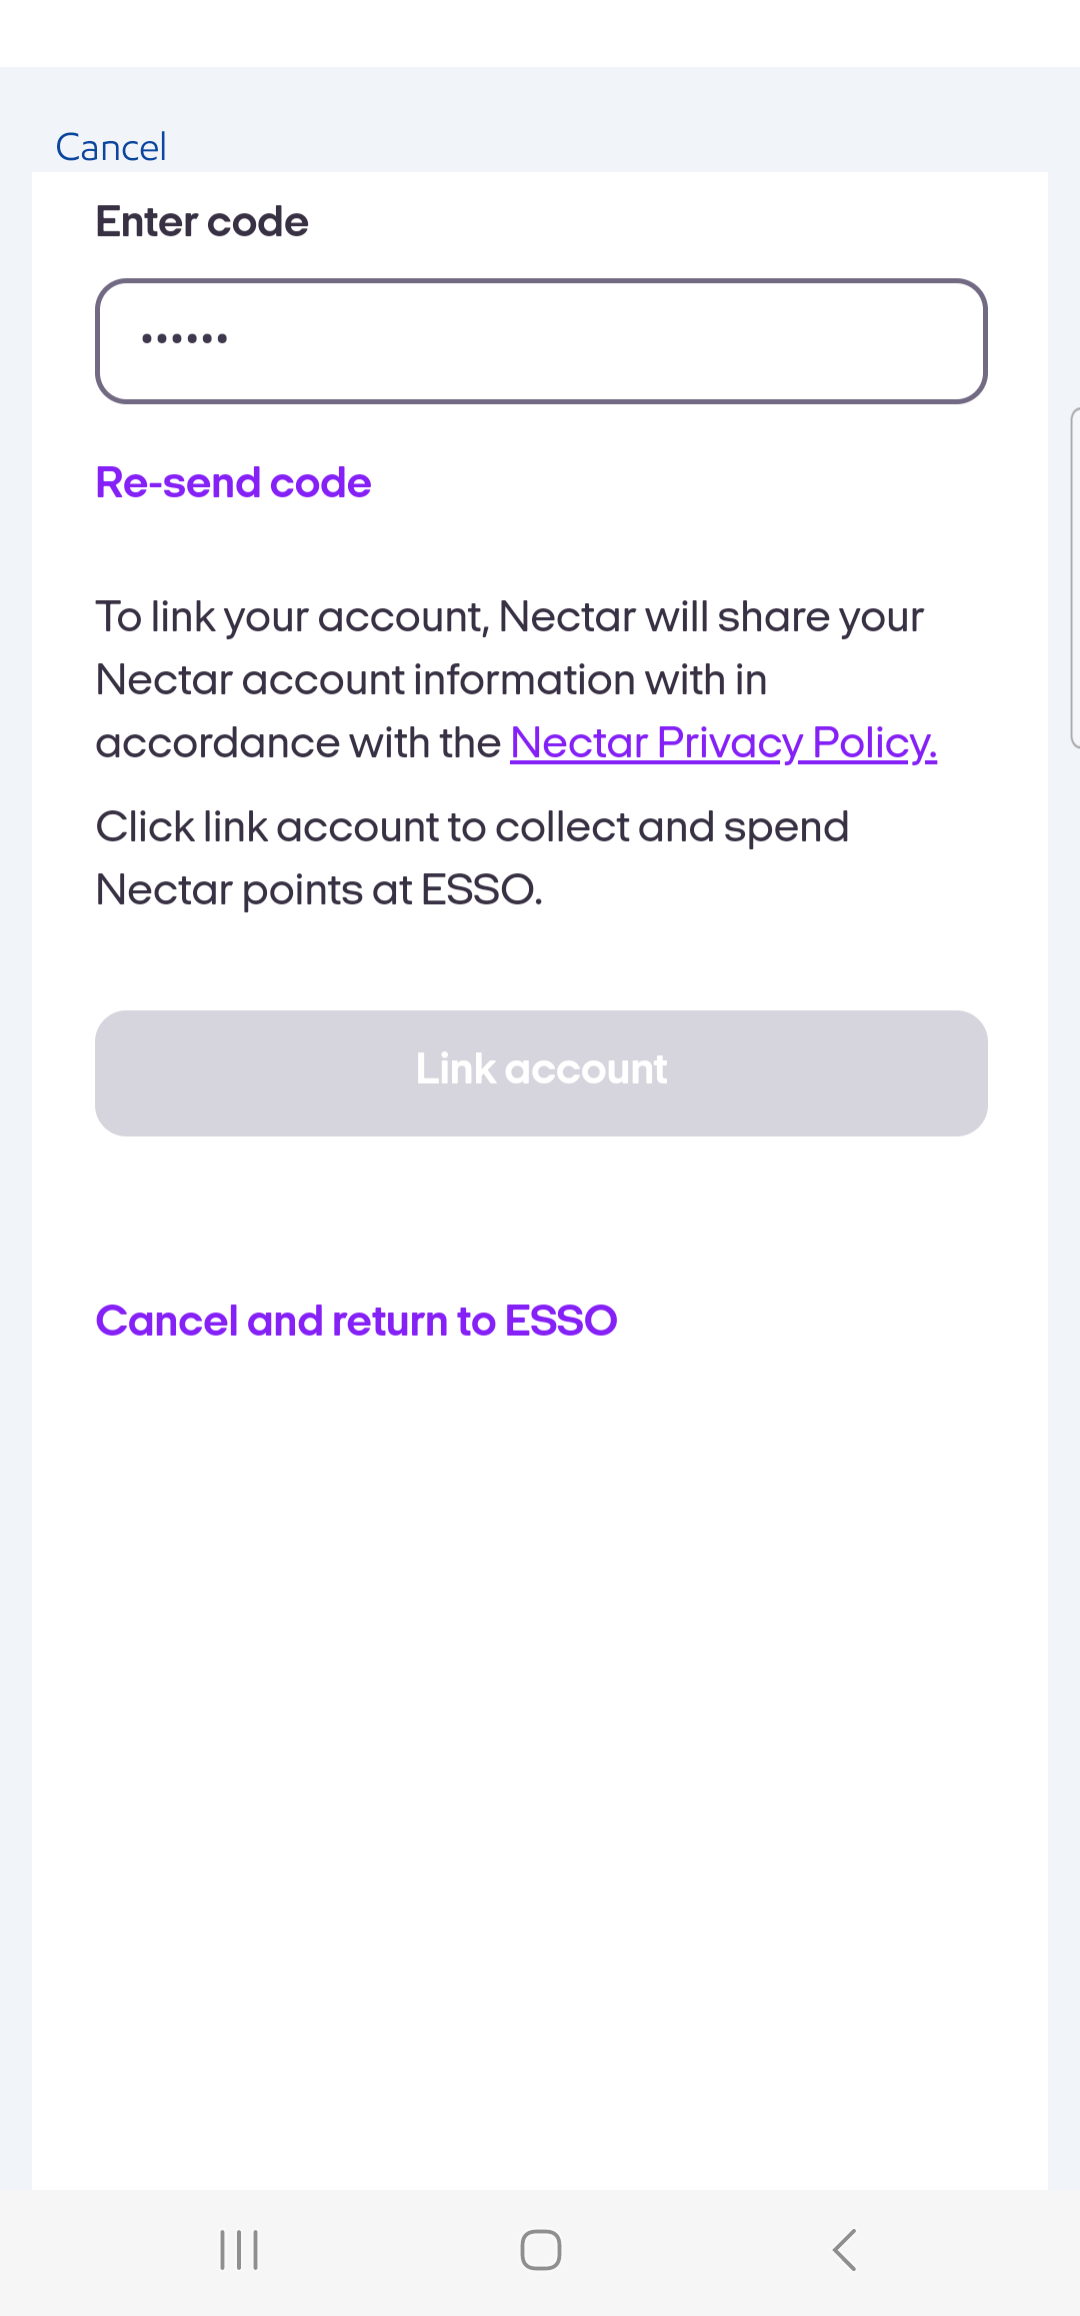 Cancel
Enter code
••••••
Re-send code
To link your account, Nectar will share your
Nectar account information with in
accordance with the Nectar Privacy Policy.
Click link account to collect and spend
Nectar points at ESSO.
Link account
Cancel and return to ESSO